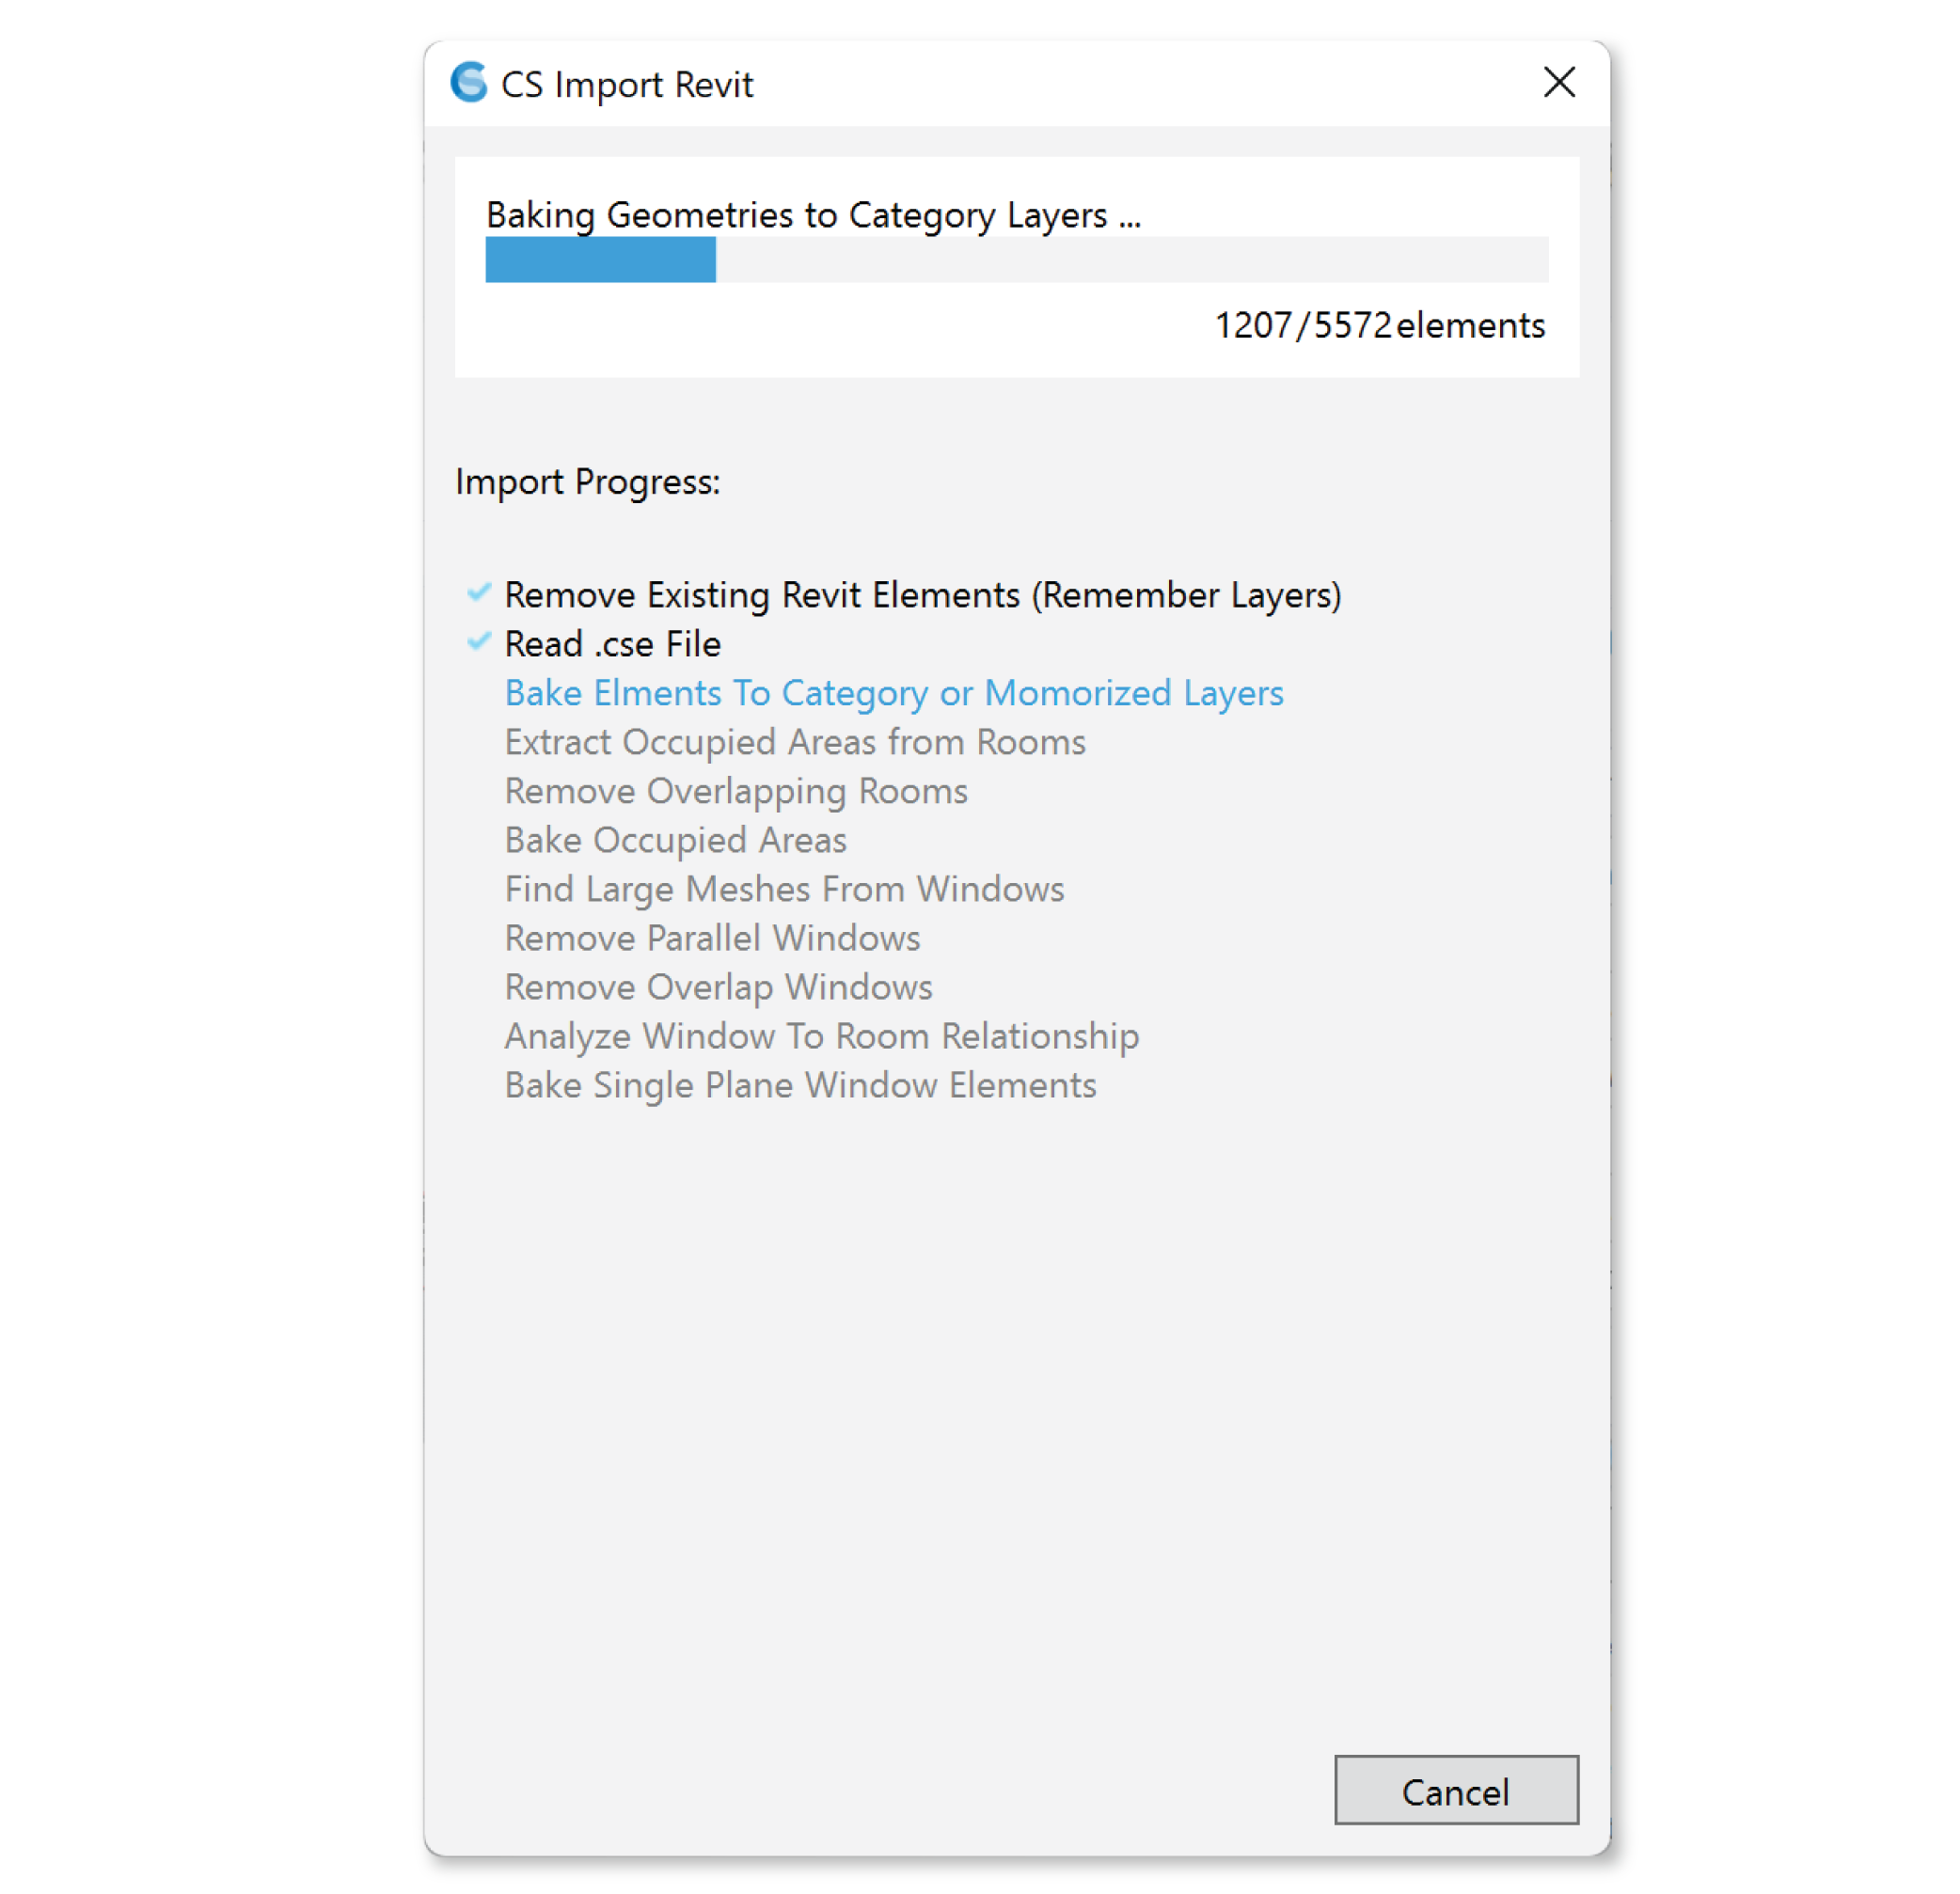 CS Import Revit
Baking Geometries to Category Layers ...
1207/5572 elements
Import Progress:
Remove Existing Revit Elements (Remember Layers)
Read .cse File
Bake Elments To Category or Momorized Layers
Extract Occupied Areas from Rooms
Remove Overlapping Rooms
Bake Occupied Areas
Find Large Meshes From Windows
Remove Parallel Windows
Remove Overlap Windows
Analyze Window To Room Relationship
Bake Single Plane Window Elements
Cancel